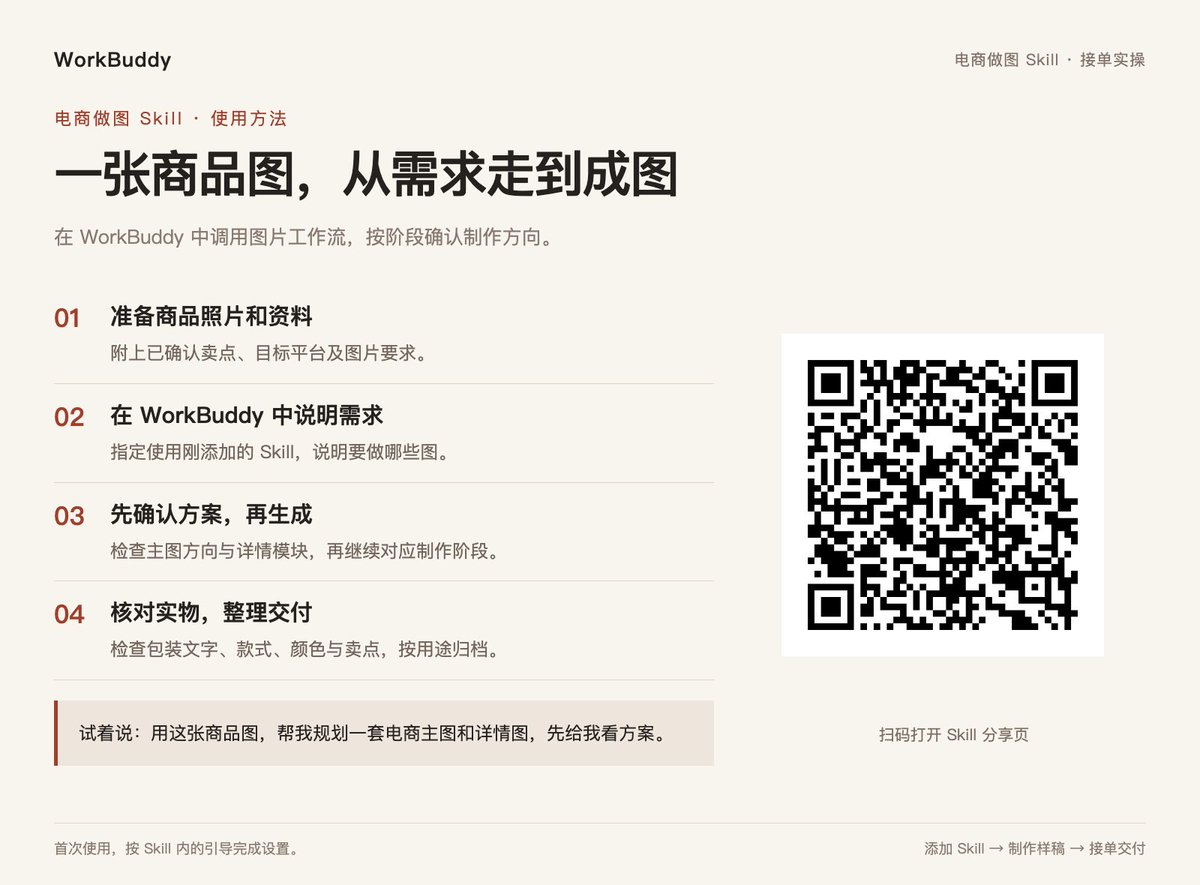 WorkBuddy
电商做图 Skill · 接单实操
电商做图 Skill · 使用方法
一张商品图，从需求走到成图
在 WorkBuddy 中调用图片工作流，按阶段确认制作方向。
01 准备商品照片和资料
附上已确认卖点、目标平台及图片要求。
02 在 WorkBuddy 中说明需求
指定使用刚添加的 Skill，说明要做哪些图。
03 先确认方案，再生成
检查主图方向与详情模块，再继续对应制作阶段。
04 核对实物，整理交付
检查包装文字、款式、颜色与卖点，按用途归档。
试着说：用这张商品图，帮我规划一套电商主图和详情图，先给我看方案。
扫码打开 Skill 分享页
首次使用，按 Skill 内的引导完成设置。
添加 Skill → 制作样稿 → 接单交付